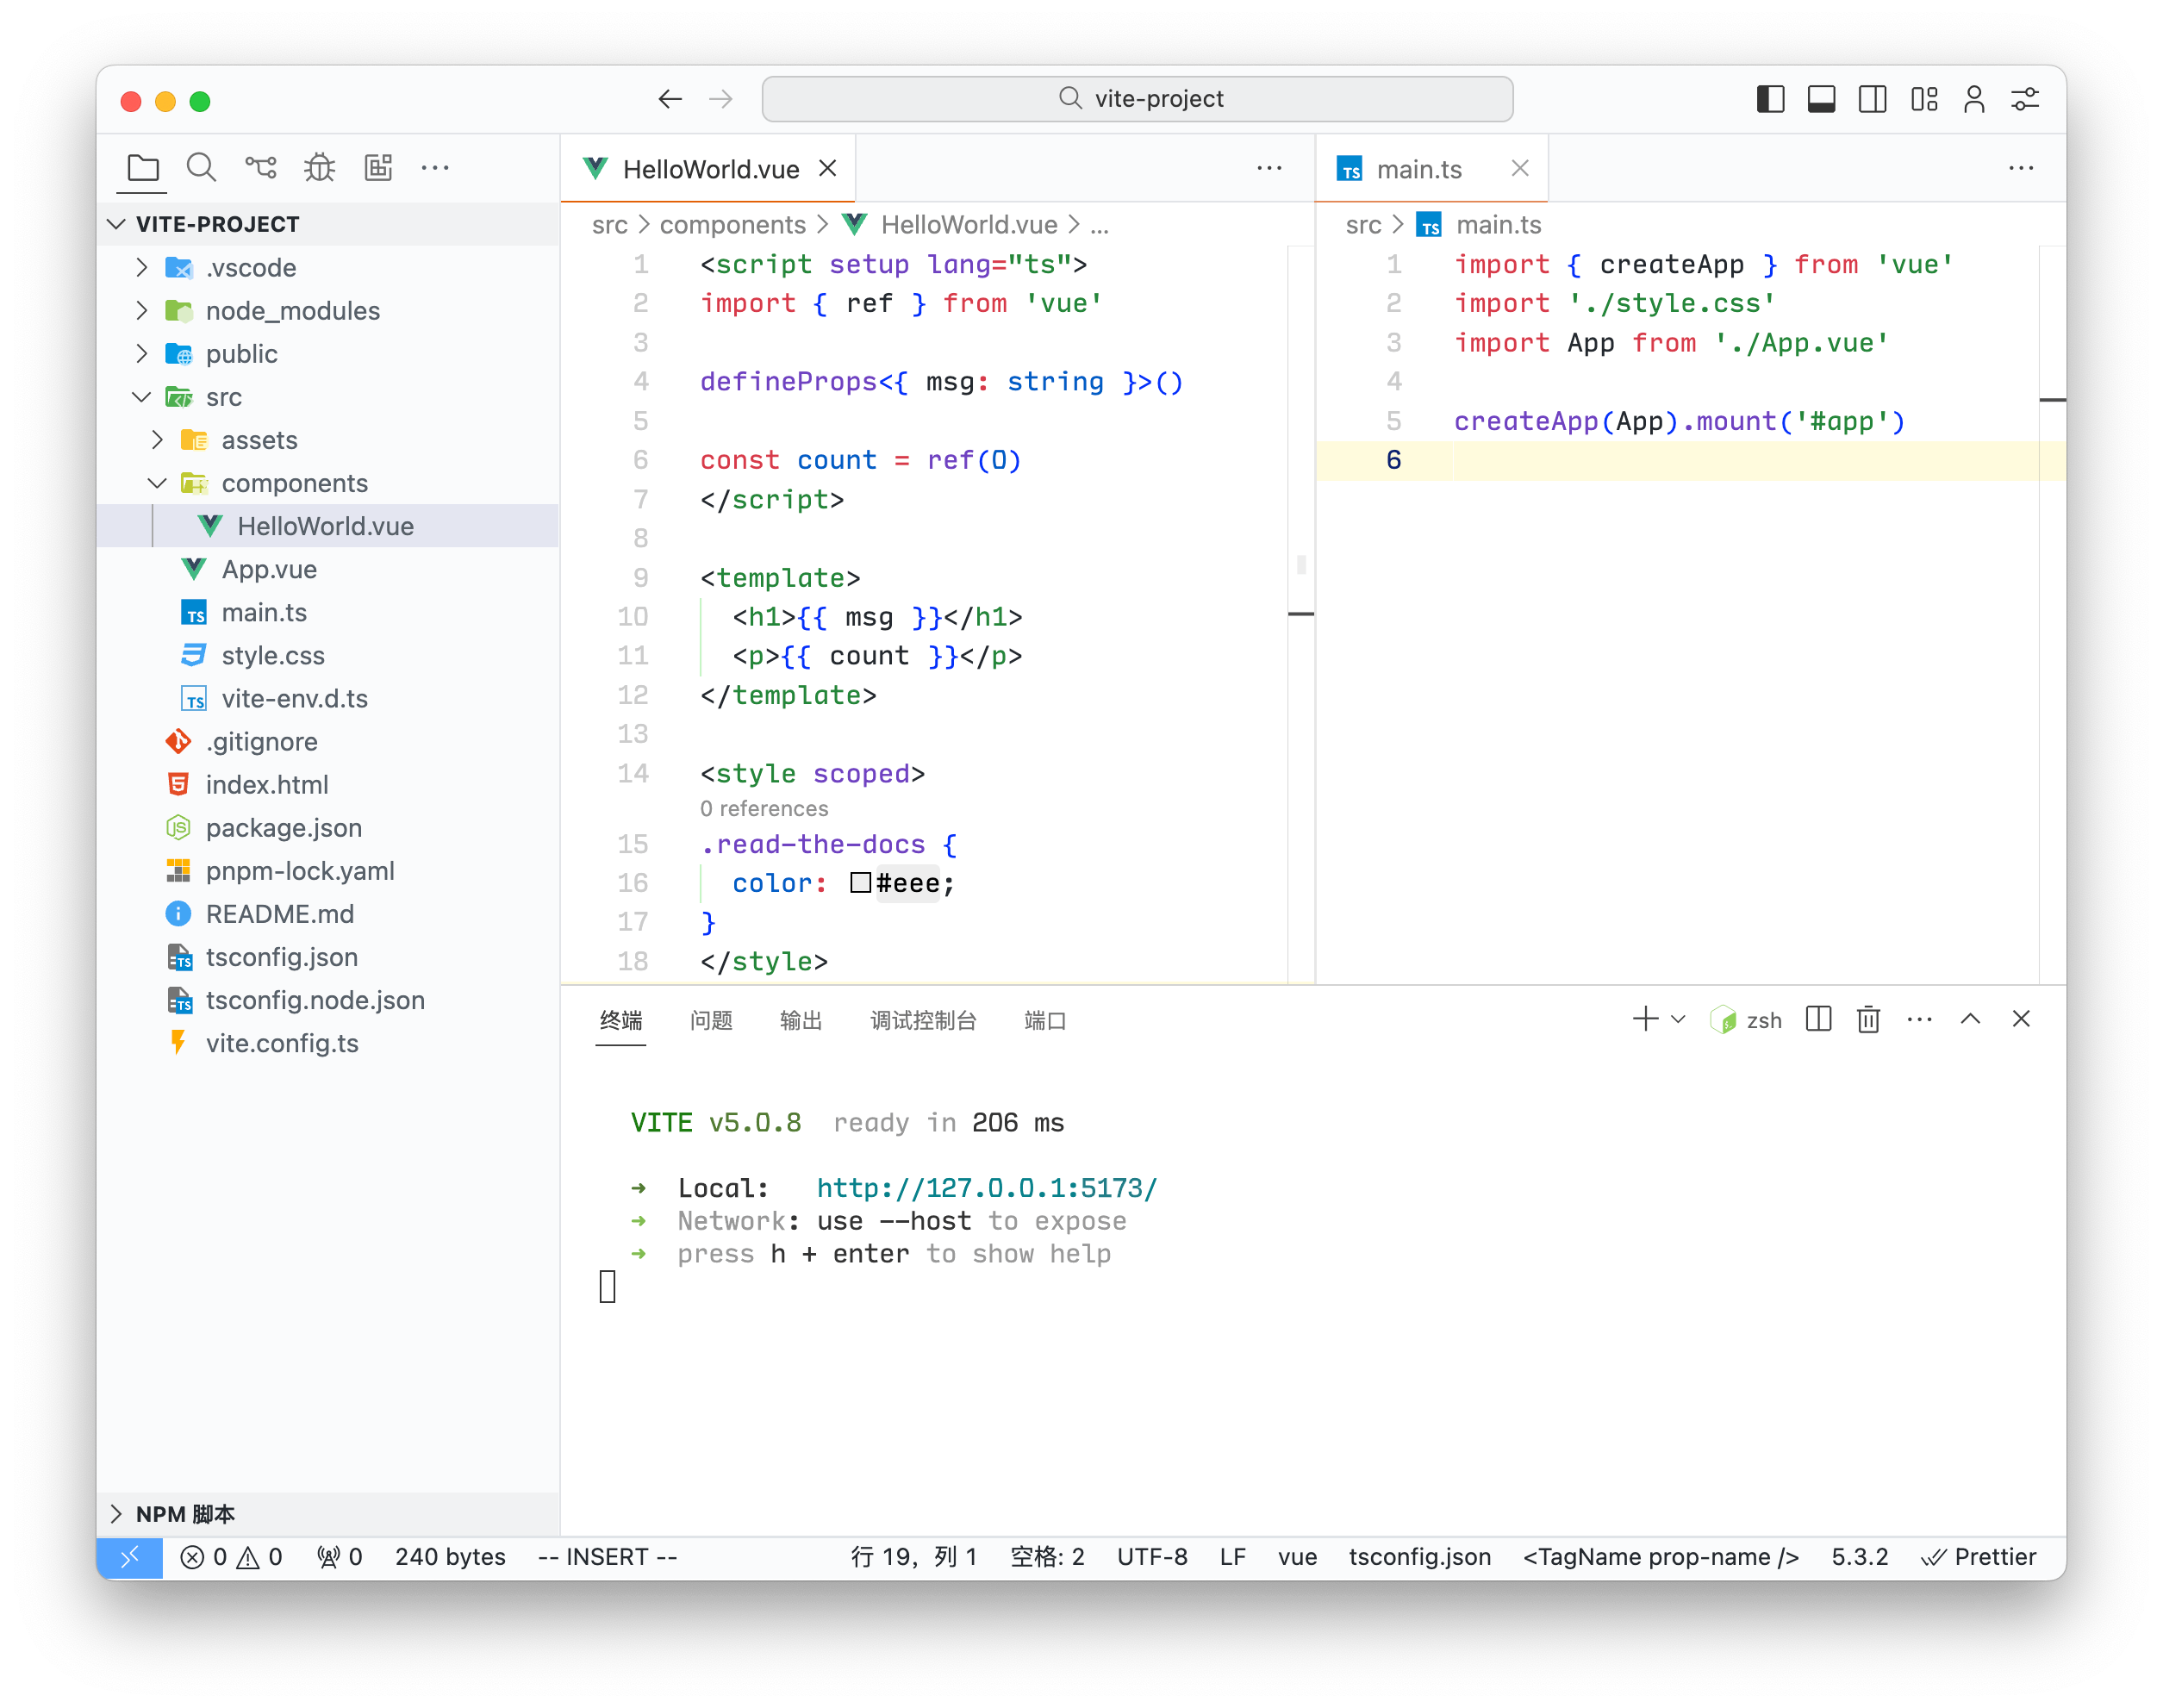 vite-project
VITE-PROJECT
.vscode
node_modules
public
src
assets
components
HelloWorld.vue
App.vue
main.ts
style.css
vite-env.d.ts
.gitignore
index.html
package.json
pnpm-lock.yaml
README.md
tsconfig.json
tsconfig.node.json
vite.config.ts
NPM 脚本
HelloWorld.vue
src > components > HelloWorld.vue > ...
1 <script setup lang="ts">
2 import { ref } from 'vue'
3
4 defineProps<{ msg: string }>()
5
6 const count = ref(0)
7 </script>
8
9 <template>
10 <h1>{{ msg }}</h1>
11 <p>{{ count }}</p>
12 </template>
13
14 <style scoped>
0 references
15 .read-the-docs {
16 color: #eee;
17 }
18 </style>
main.ts
src > main.ts
1 import { createApp } from 'vue'
2 import './style.css'
3 import App from './App.vue'
4
5 createApp(App).mount('#app')
6
终端 问题 输出 调试控制台 端口 zsh
VITE v5.0.8 ready in 206 ms
➜ Local: http://127.0.0.1:5173/
➜ Network: use --host to expose
➜ press h + enter to show help
0 0 0 240 bytes -- INSERT -- 行 19, 列 1 空格: 2 UTF-8 LF vue tsconfig.json <TagName prop-name /> 5.3.2 Prettier